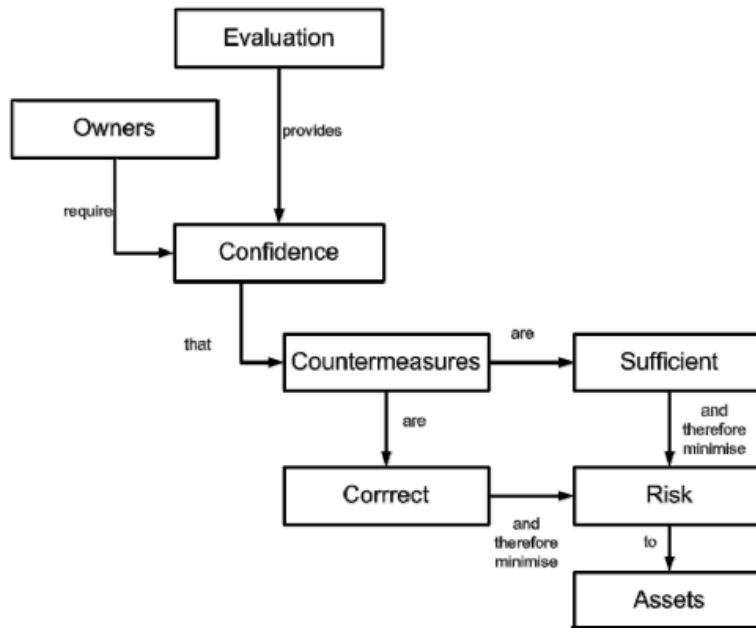 Evaluation
Owners
provides
require
Confidence
that
Countermeasures
are
Sufficient
are
and
therefore
minimise
Corrrect
and
therefore
minimise
Risk
to
Assets